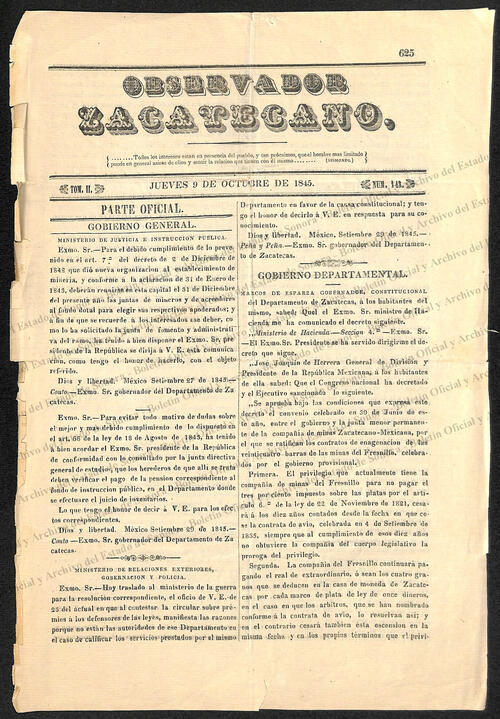 625
OBSERVADOR
ZACATECANO.
........Todos los intereses estan en presencia del pueblo, y tan poderosos, que el hombre mas limitado
puede en general asirse de ellos y sentir la relacion que tienen con él mismo........ (SISMONDI.)
TOM. II.
JUEVES 9 DE OCTUBRE DE 1845.
NUM. 141.
PARTE OFICIAL.
GOBIERNO GENERAL.
MINISTERIO DE JUSTICIA E INSTRUCCION PUBLICA.
Exmo. Sr.—Para el debido cumplimiento de lo preve-
nido en el art. 7.° del decreto de 2 de Diciembre de
1842 que dió nueva organizacion al establecimiento de
minería, y conforme á la aclaracion de 31 de Enero de
1843, deberán reunirse en esta capital el 31 de Diciembre
del presente año las juntas de mineros y de acreedores
al fondo dotal para elegir sus respectivos apoderados; y
á fin de que se recuerde á los interesados ese deber, co-
mo lo ha solicitado la junta de fomento y administrati-
va del ramo, ha tenido á bien disponer el Exmo. Sr. pre-
sidente de la República se dirija á V. E. esta comunica-
cion, como tengo el honor de hacerlo, con el objeto
referido.
Dios y libertad. México Setiembre 27 de 1845.—
Couto.—Exmo. Sr. gobernador del Departamento de Za-
catecas.
Exmo. Sr.—Para evitar todo motivo de dudas sobre
el mejor y mas debido cumplimiento de lo dispuesto en
el art. 66 de la ley de 18 de Agosto de 1843, ha tenido
á bien acordar el Exmo. Sr. presidente de la República
de conformidad con lo consultado por la junta directiva
general de estudios, que los herederos de que allí se trata
deben verificar el pago de la pension correspondiente al
fondo de instruccion pública, en el Departamento donde
se efectuare el juicio de inventarios.
Lo que tengo el honor de decir á V. E. para los efec-
tos correspondientes.
Dios y libertad. México Setiembre 29 de 1845.—
Couto—Exmo. Sr. gobernador del Departamento de Za-
catecas.
MINISTERIO DE RELACIONES EXTERIORES,
GOBERNACION Y POLICIA.
Exmo. Sr.—Hoy traslado al ministerio de la guerra
para la resolucion correspondiente, el oficio de V. E. de
23 del actual en que al contestar la circular sobre pré-
mios á los defensores de las leyes, manifiesta las razones
porque no están las autoridades de ese Departamento en
el caso de calificar los servicios prestados por el mismo
Departamento en favor de la causa constitucional; y ten-
go el honor de decirlo á V. E. en respuesta para su co-
nocimiento.
Dios y libertad. México, Setiembre 29 de 1845.—
Peña y Peña.—Exmo. Sr. gobernador del Departamen-
to de Zacatecas.
GOBIERNO DEPARTAMENTAL.
MARCOS DE ESPARZA GOBERNADOR CONSTITUCIONAL
del Departamento de Zacatecas, á los habitantes del
mismo, sabed: Que el Exmo. Sr. ministro de Ha-
cienda me ha comunicado el decreto siguiente.
„Ministerio de Hacienda—Seccion 4.ª—Exmo. Sr.
—El Exmo. Sr. Presidente se ha servido dirigirme el de-
creto que sigue.
„José Joaquin de Herrera General de Division y
Presidente de la República Mexicana, á los habitantes
de ella sabed: Que el Congreso nacional ha decretado
y el Ejecutivo sancionado lo siguiente.
„Se aprueba bajo las condiciones que expresa este
decreto el convenio celebrado en 30 de Junio de es-
te año, entre el gobierno y la junta menor permanente
de la compañía de minas Zacatecano-Mexicana, por
que se ratifican los contratos de enagenacion de las
veinticuatro barras de las minas del Fresnillo, celebra-
dos por el gobierno provisional.
Primera. El privilegio que actualmente tiene la
compañía de minas del Fresnillo para no pagar el
tres por ciento impuesto sobre las platas por el artícu-
lo 6.° de la ley de 22 de Noviembre de 1821, cesa-
rá á los diez años contados desde la fecha en que ce-
se la contrata de avío, celebrada en 4 de Setiembre de
1835, siempre que al cumplimiento de esos diez años
no obtuviere la compañía del cuerpo legislativo la
proroga del privilegio.
Segunda. La compañía del Fresnillo continuará pa-
gando el real de extraordinario, ó sean los cuatro gra-
nos que se deducen en la casa de moneda de Zacate-
cas por cada marco de plata de ley de once dineros,
en el caso en que los arbitros, que se han nombrado
conforme á la contrata de avío, lo resuelvan así; y
en el contrario cesará tambien esta escension en la
misma fecha y en los propios términos que el privi-